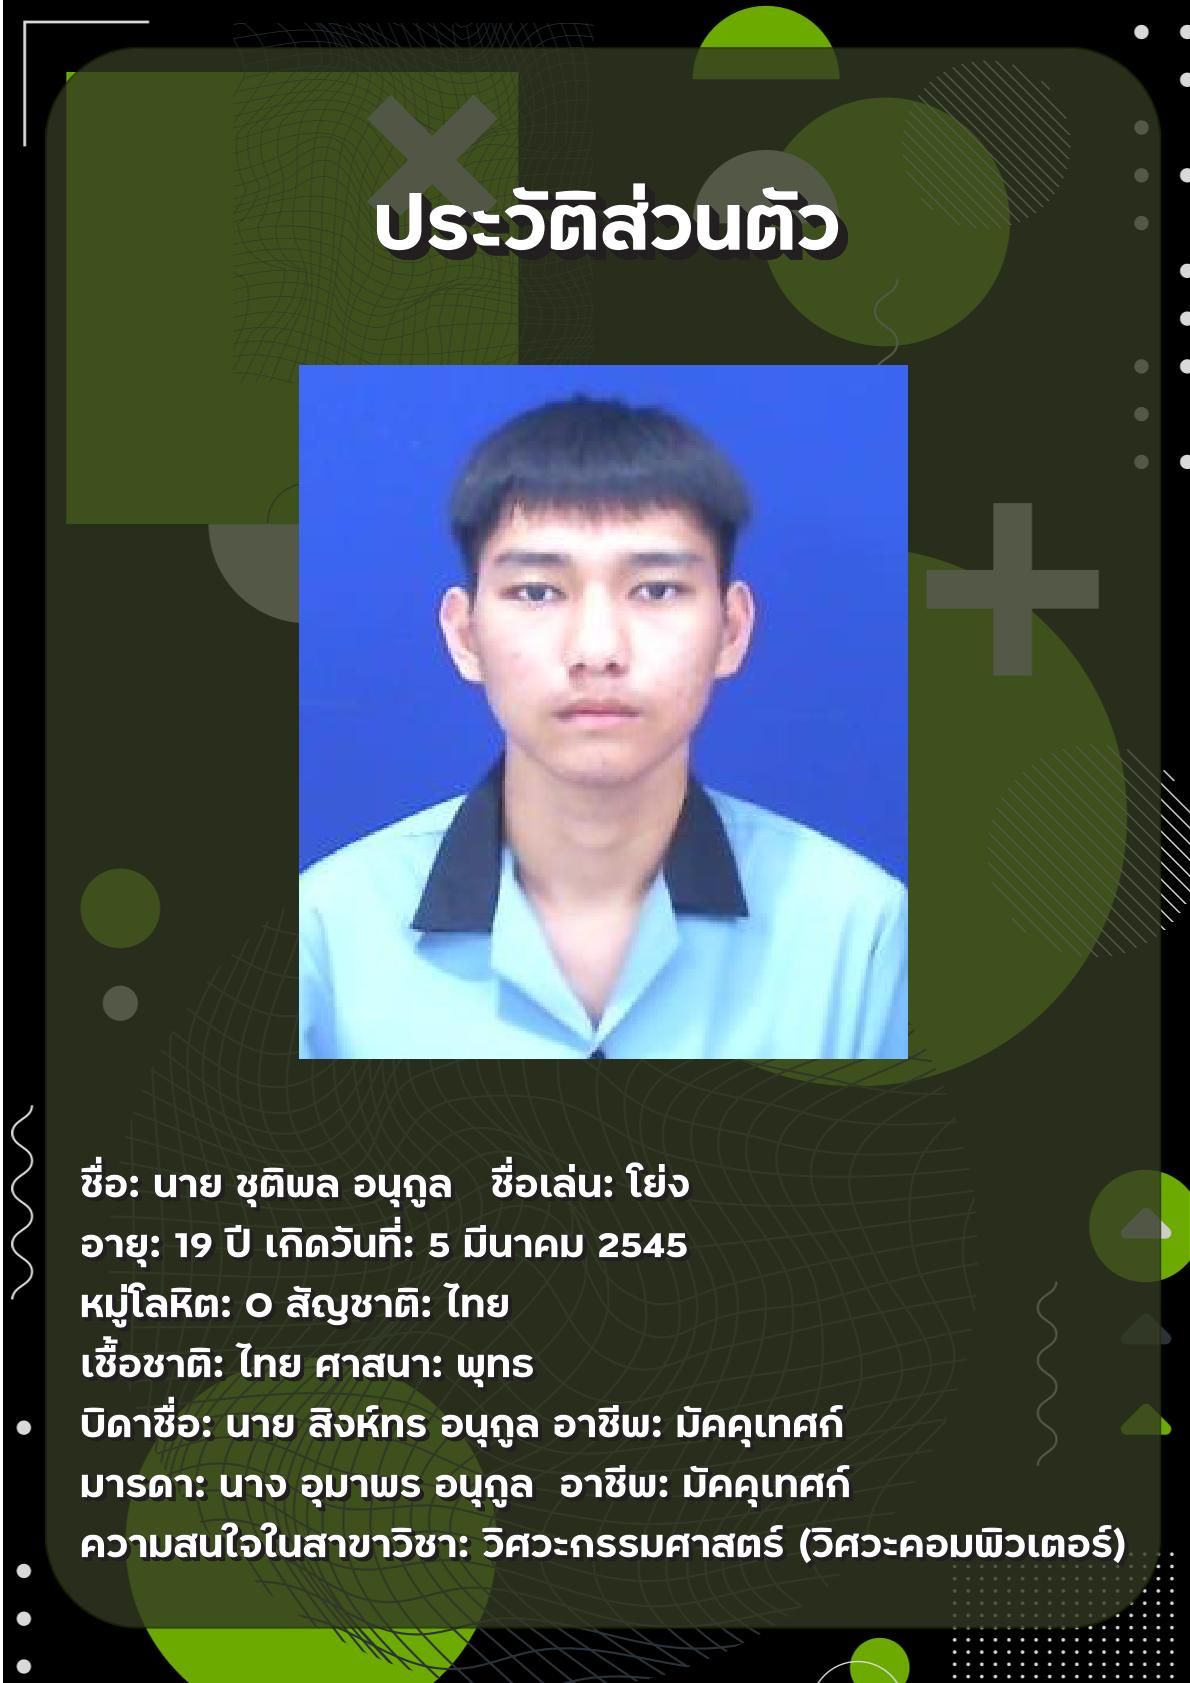 ประวัติส่วนตัว
ชื่อ: นาย ชุติพล อนุกูล ชื่อเล่น: โย่ง
อายุ: 19 ปี เกิดวันที่: 5 มีนาคม 2545
หมู่โลหิต: O สัญชาติ: ไทย
เชื้อชาติ: ไทย ศาสนา: พุทธ
บิดาชื่อ: นาย สิงห์ทร อนุกูล อาชีพ: มัคคุเทศก์
มารดา: นาง อุมาพร อนุกูล อาชีพ: มัคคุเทศก์
ความสนใจในสาขาวิชา: วิศวะกรรมศาสตร์ (วิศวะคอมพิวเตอร์)